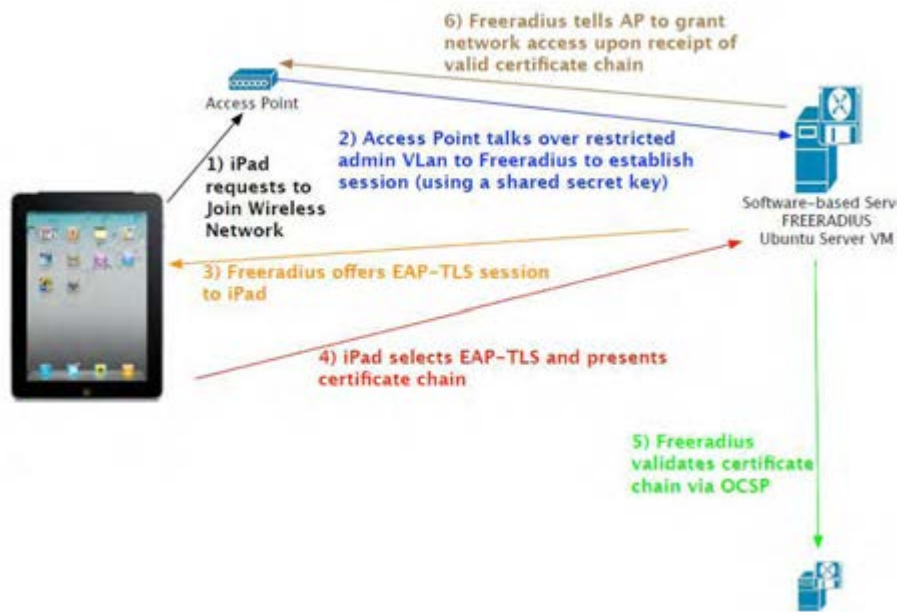 6) Freeradius tells AP to grant
network access upon receipt of
valid certificate chain
Access Point
2) Access Point talks over restricted
admin VLan to Freeradius to establish
session (using a shared secret key)
1) iPad
requests to
Join Wireless
Network
Software-based Serv
FREERADIUS
Ubuntu Server VM
3) Freeradius offers EAP-TLS session
to iPad
4) iPad selects EAP-TLS and presents
certificate chain
5) Freeradius
validates certificate
chain via OCSP